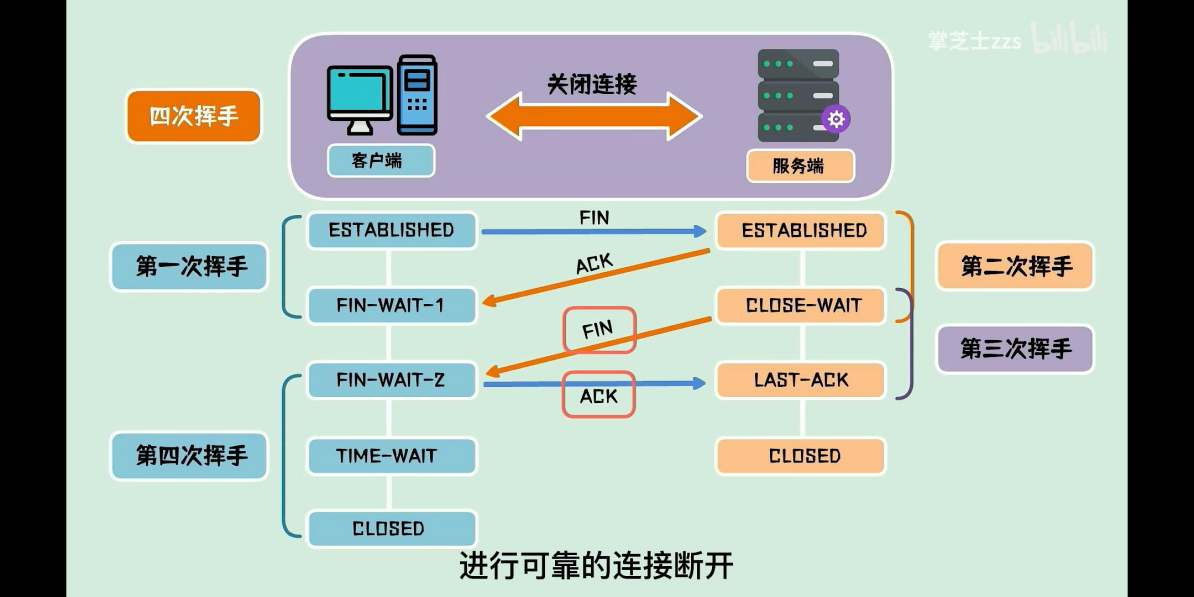 掌芝士zzs bilibili
四次挥手
关闭连接
客户端
服务端
ESTABLISHED
FIN
ESTABLISHED
第一次挥手
ACK
第二次挥手
FIN-WAIT-1
CLOSE-WAIT
FIN
第三次挥手
FIN-WAIT-2
LAST-ACK
ACK
第四次挥手
TIME-WAIT
CLOSED
CLOSED
进行可靠的连接断开